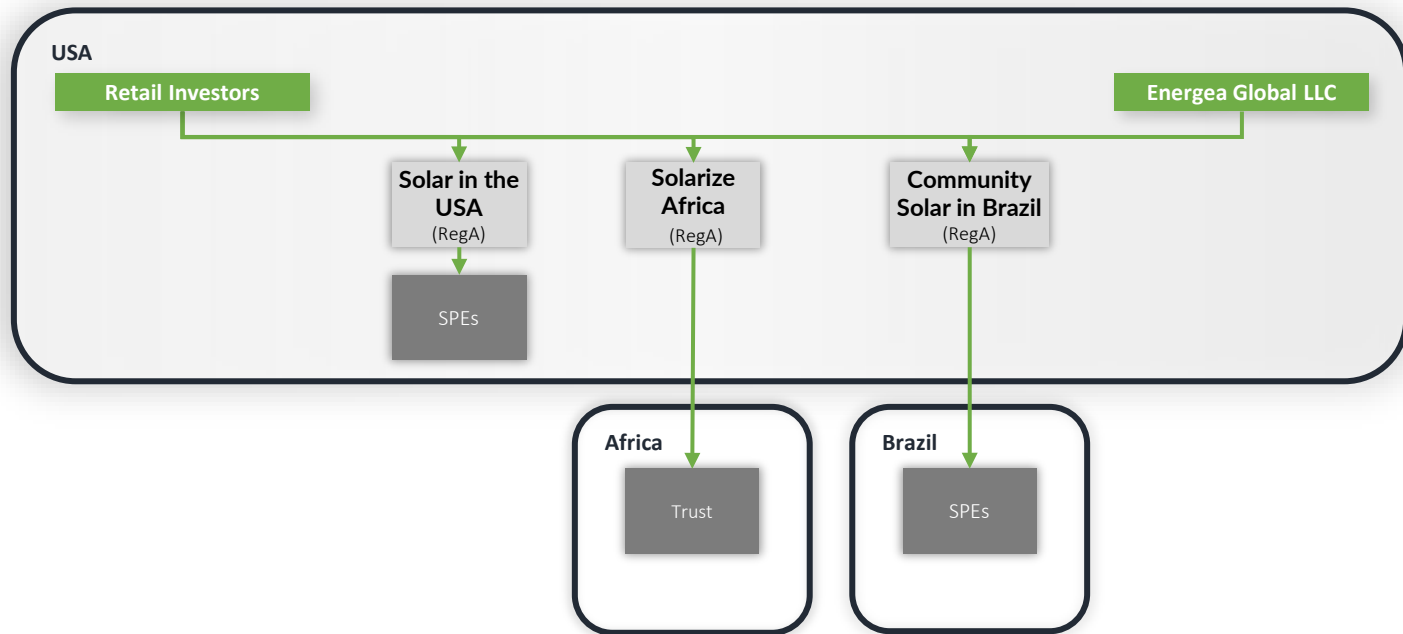 USA
Retail Investors
Energea Global LLC
Solar in the
USA
(RegA)
Solarize
Africa
(RegA)
Community
Solar in Brazil
(RegA)
SPEs
Africa
Trust
Brazil
SPEs